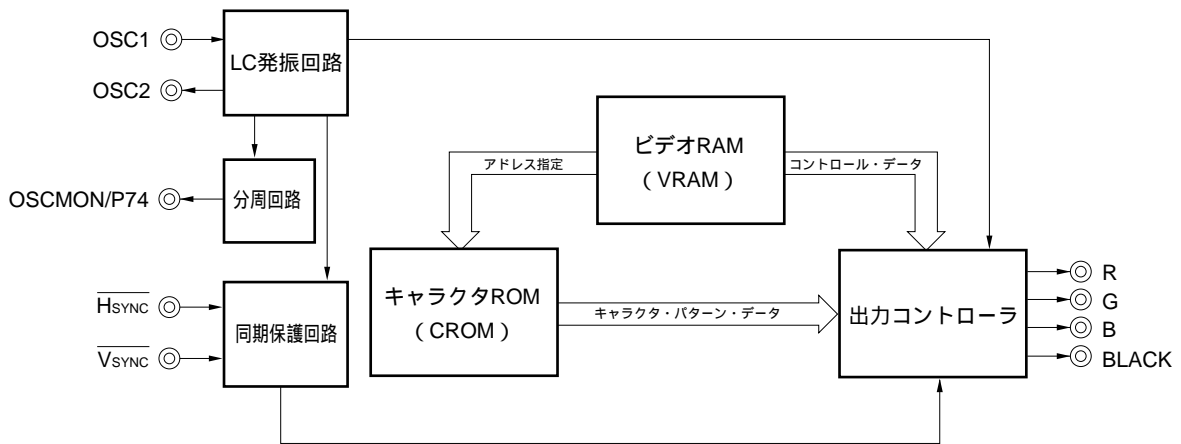 OSC1
OSC2
LC発振回路
OSCMON/P74
分周回路
HSYNC
VSYNC
同期保護回路
ビデオRAM
(VRAM)
アドレス指定
コントロール・データ
キャラクタROM
(CROM)
キャラクタ・パターン・データ
出力コントローラ
R
G
B
BLACK